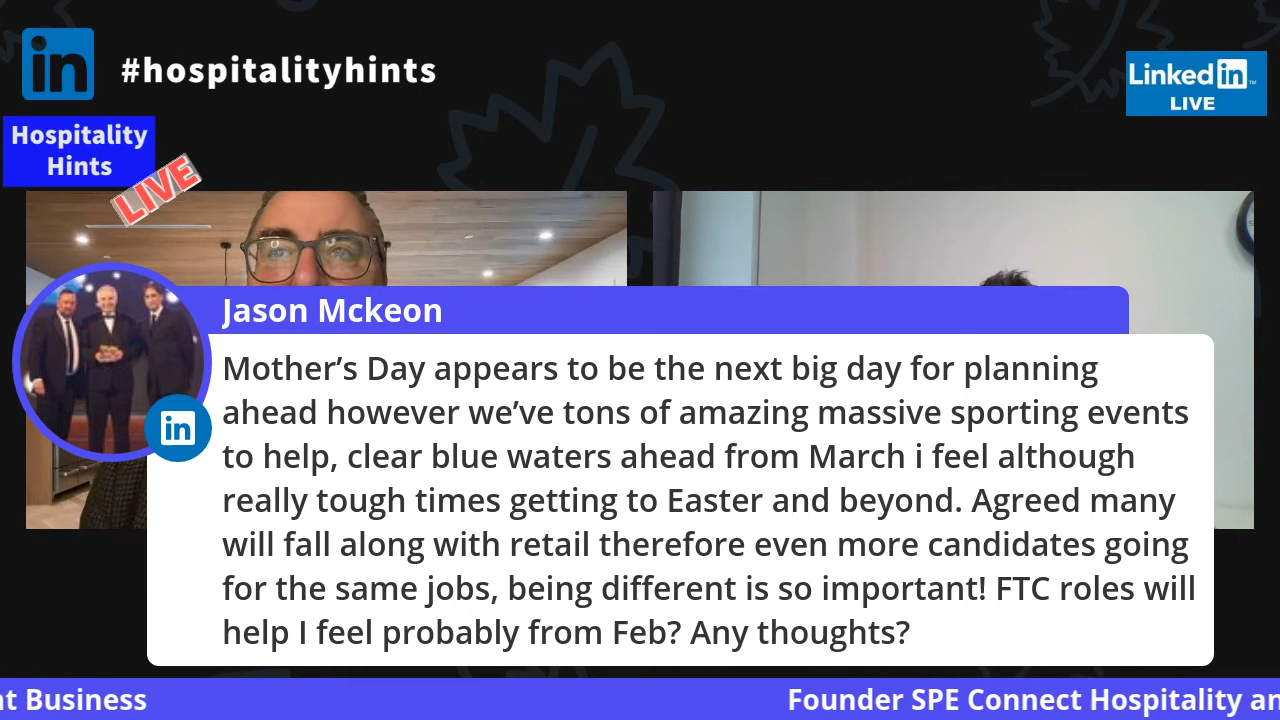 in
#hospitalityhints
Linked in
LIVE
Hospitality
Hints
LIVE
Jason Mckeon
Mother’s Day appears to be the next big day for planning
ahead however we’ve tons of amazing massive sporting events
to help, clear blue waters ahead from March i feel although
really tough times getting to Easter and beyond. Agreed many
will fall along with retail therefore even more candidates going
for the same jobs, being different is so important! FTC roles will
help I feel probably from Feb? Any thoughts?
in
nt Business
Founder SPE Connect Hospitality an